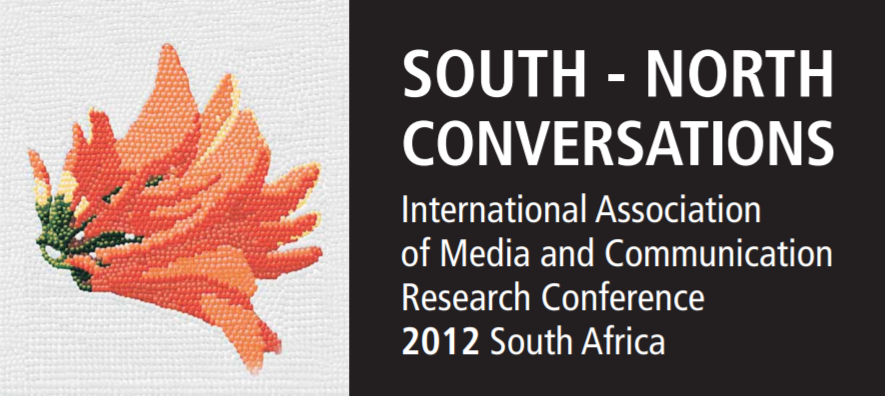 SOUTH - NORTH
CONVERSATIONS
International Association
of Media and Communication
Research Conference
2012 South Africa